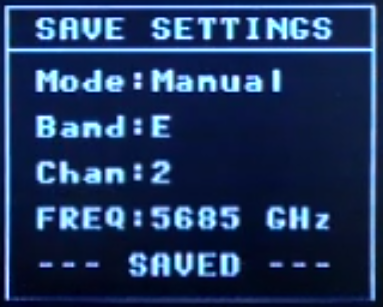 SAVE SETTINGS
Mode:Manual
Band:E
Chan:2
FREQ:5685 GHz
--- SAVED ---